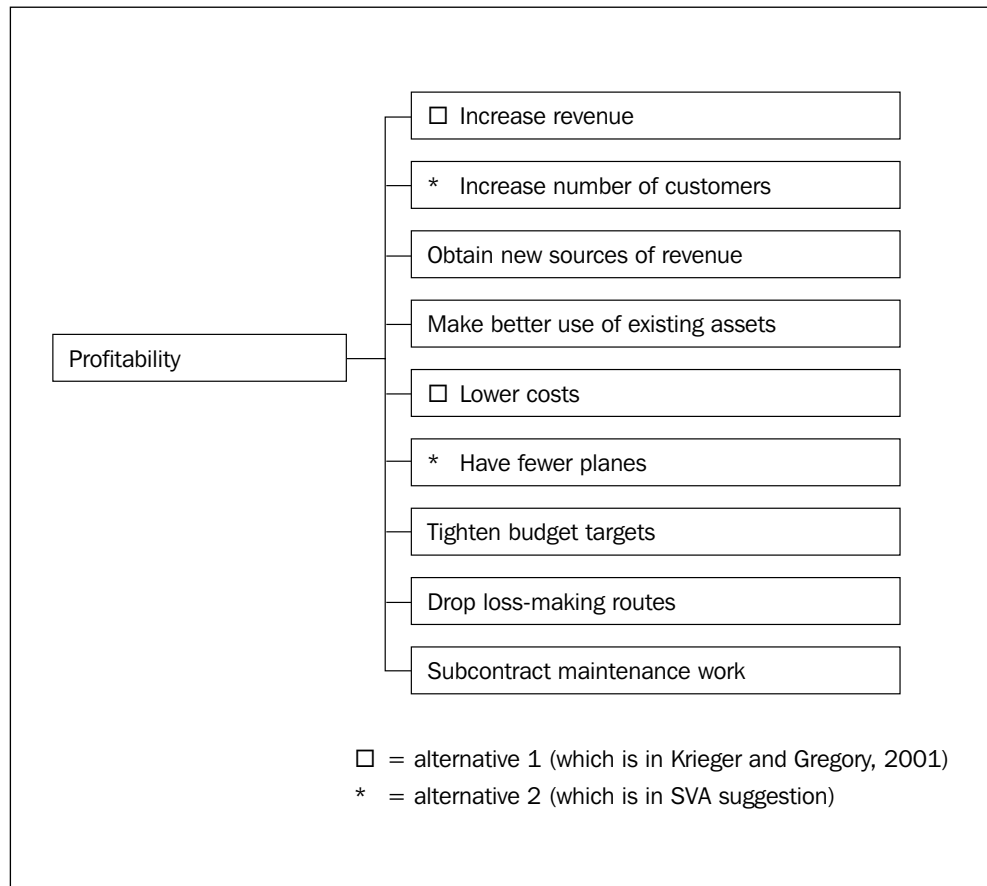 □ Increase revenue
* Increase number of customers
Obtain new sources of revenue
Make better use of existing assets
Profitability
□ Lower costs
* Have fewer planes
Tighten budget targets
Drop loss-making routes
Subcontract maintenance work
□ = alternative 1 (which is in Krieger and Gregory, 2001)
* = alternative 2 (which is in SVA suggestion)